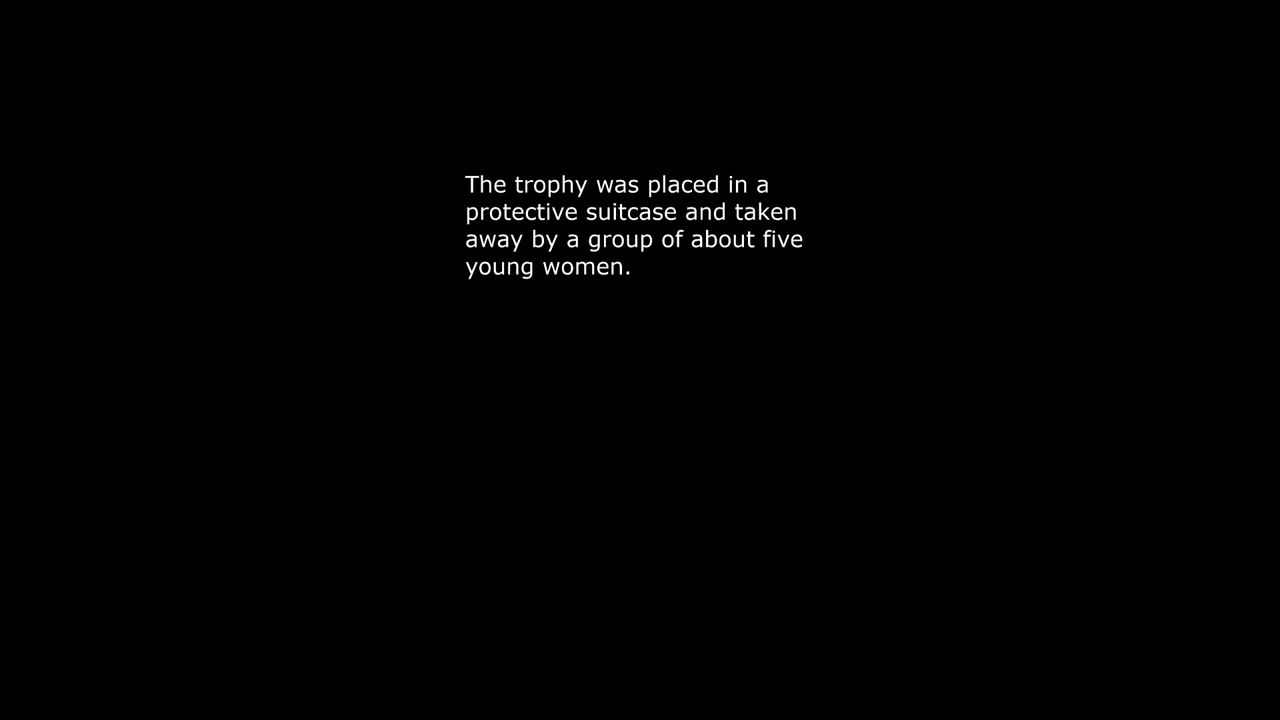 The trophy was placed in a
protective suitcase and taken
away by a group of about five
young women.